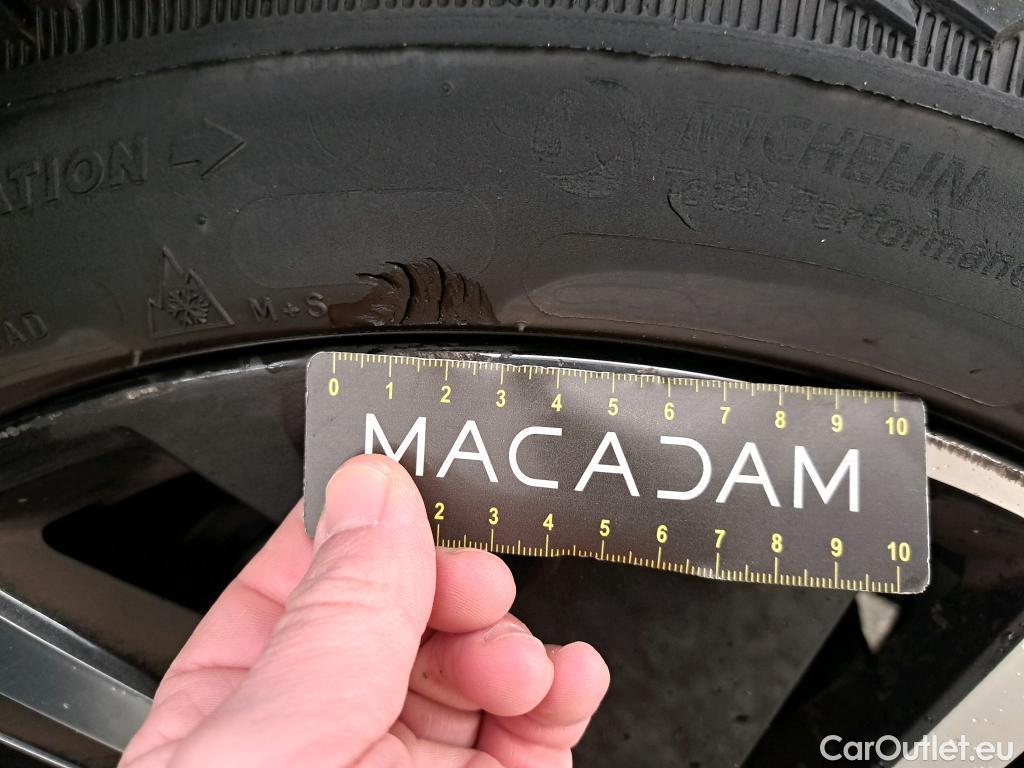 ATION
MICHELIN
Total Performance
M+S
AD
0 1 2 3 4 5 6 7 8 9 10
MACADAM
2 3 4 5 6 7 8 9 10
CarOutlet.eu